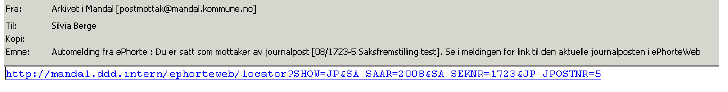 Fra: Arkivet i Mandal [postmottak@mandal.kommune.no]
Til: Silvia Berge
Kopi:
Emne: Automelding fra ePhorte : Du er satt som mottaker av journalpost [08/1723-5 Saksfremstilling test]. Se i meldingen for link til den aktuelle journalposten i ePhorteWeb
http://mandal.ddd.intern/ephorteweb/locator?SHOW=JP&SA_SAAR=2008&SA_SEKNR=1723&JP_JPOSTNR=5